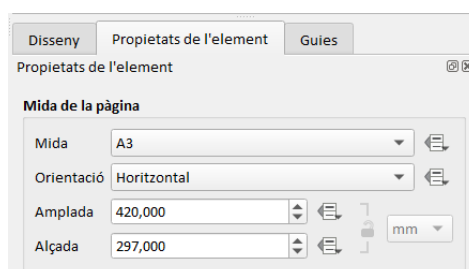 Disseny Propietats de l'element Guies
Propietats de l'element
Mida de la pàgina
Mida A3
Orientació Horitzontal
Amplada 420,000
mm
Alçada 297,000